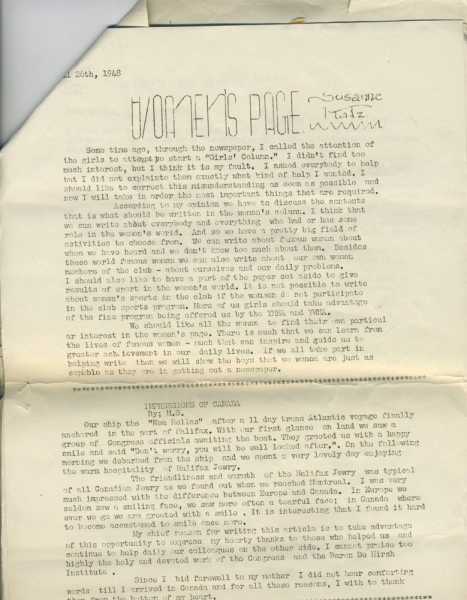 26th, 1948
WOMEN'S PAGE.
Susanne
Katz
Some time ago, through the newspaper, I called the attention of
the girls to attempt to start a "Girls' Column." I didn't find too
much interest, but I think it is my fault. I asked everybody to help
but I did not explainte them exactly what kind of help I wanted. I
should like to correct this misunderstanding as soon as possible and
now I will take in order the most important things that are required.
According to my opinion we have to discuss the contents
that is what should be written in the women's column. I think that
we can write about everybody and everything who had or has some
role in the women's world. And so we have a pretty big field of
activities to choose from. We can write about famous women about
whom we have heard and we don't know too much about them. Besides
these world famous women we can also write about our own women
members of the club - about ourselves and our daily problems.
I should also like to have a part of the paper set aside to give
results of sport in the women's world. It is not possible to write
about women's sports in the club if the women do not participate
in the club sports program. More of us girls should take advantage
of the fine program being offered us by the YMHA and YWHA.
We should like all the women to find their own particul
ar interest in the women's page. There is much that we can learn from
the lives of famous women - much that can inspire and guide us to
greater achievement in our daily lives. If we all take part in
helping write then we will show the boys that we women are just as
capable as they are in getting out a newspaper.
IMPRESSIONS OF CANADA
By; M.S.
Our ship the "Nea Hellas" after a 11 day trans Atlantic voyage finally
anchored in the port of Halifax. With our first glance on land we saw a
group of Congress officials awaiting the boat. They greeted us with a happy
smile and said "Don't worry, you will be well looked after.". On the following
morning we debarked from the ship and we spent a very lovely day enjoying
the warm hospitality of Halifax Jewry.
The friendliness and warmth of the Halifax Jewry was typical
of all Canadian Jewry as we found out when we reached Montreal. I was very
much impressed with the difference between Europe and Canada. In Europe we
seldom saw a smiling face, we saw more often a tearful face; in Canada where
ever we go we are greeted with a smile. It is interesting that I found it hard
to become accustomed to smile once more.
My chief reason for writing this article is to take advantage
of this opportunity to express my hearty thanks to those who helped us and
continue to help daily our colleagues on the other side. I cannot praise too
highly the holy and devoted work of the Congress and the Baron De Hirsh
Institute .
Since I bid farewell to my mother I did not hear comforting
words till I arrived in Canada and for all these reasons, I wish to thank
them from the bottom of my heart.